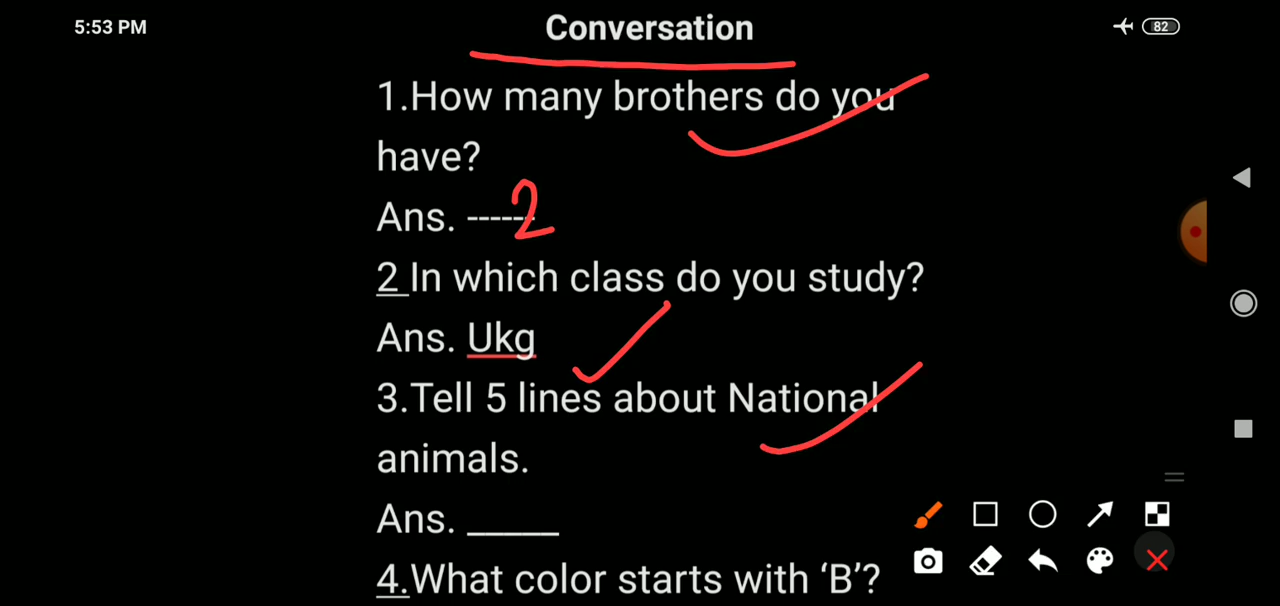 5:53 PM
Conversation
82
1.How many brothers do you
have?
Ans. ------2
2 In which class do you study?
Ans. Ukg
3.Tell 5 lines about National
animals.
Ans. _____
4.What color starts with ‘B’?